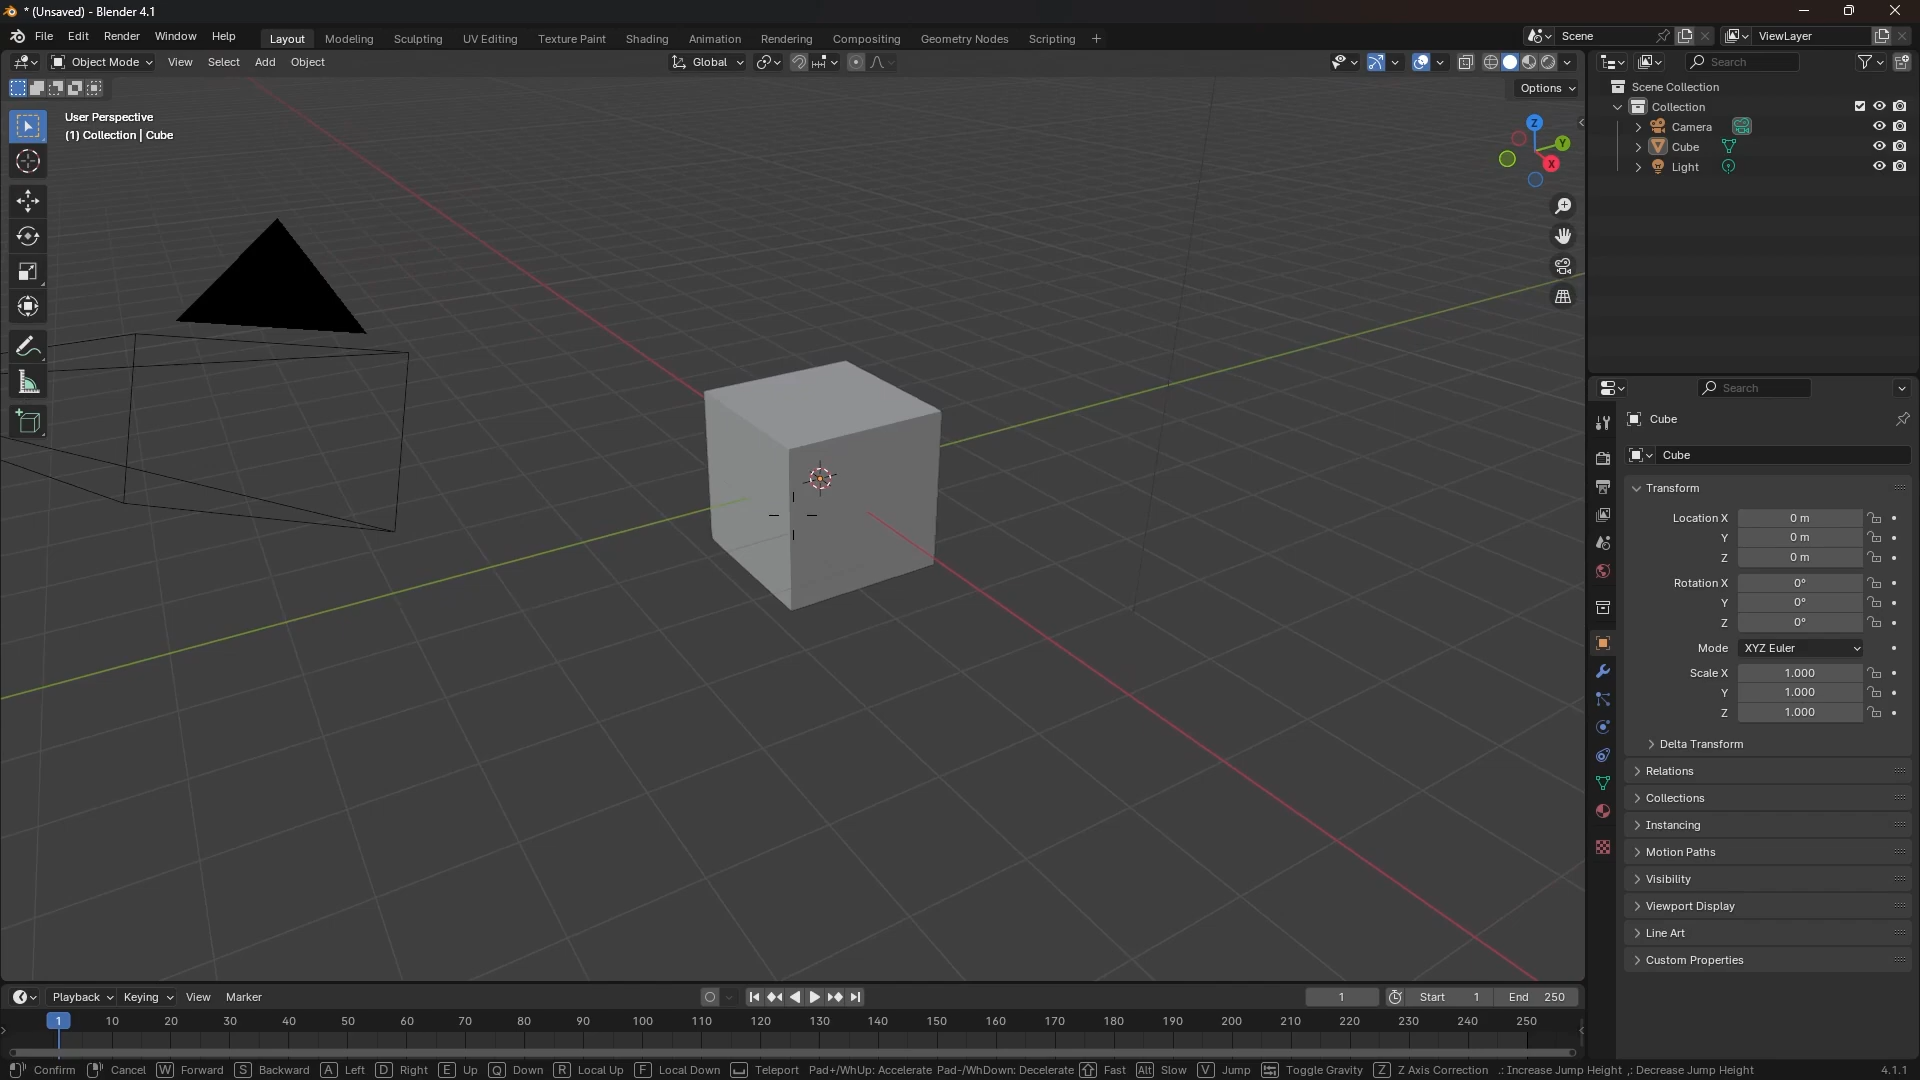 * (Unsaved) - Blender 4.1
File Edit Render Window Help
Layout Modeling Sculpting UV Editing Texture Paint Shading Animation Rendering Compositing Geometry Nodes Scripting +
Scene
ViewLayer
Object Mode View Select Add Object
Global
Search
Options
User Perspective
(1) Collection | Cube
Z
Y
X
Scene Collection
Collection
Camera
Cube
Light
Search
Cube
Cube
Transform
Location X 0 m
Y 0 m
Z 0 m
Rotation X 0°
Y 0°
Z 0°
Mode XYZ Euler
Scale X 1.000
Y 1.000
Z 1.000
Delta Transform
Relations
Collections
Instancing
Motion Paths
Visibility
Viewport Display
Line Art
Custom Properties
Playback Keying View Marker
1 Start 1 End 250
1 10 20 30 40 50 60 70 80 90 100 110 120 130 140 150 160 170 180 190 200 210 220 230 240 250
Confirm Cancel W Forward S Backward A Left D Right E Up Q Down R Local Up F Local Down Teleport Pad+/WhUp: Accelerate Pad-/WhDown: Decelerate Fast Alt Slow V Jump Toggle Gravity Z Z Axis Correction .: Increase Jump Height ,: Decrease Jump Height 4.1.1